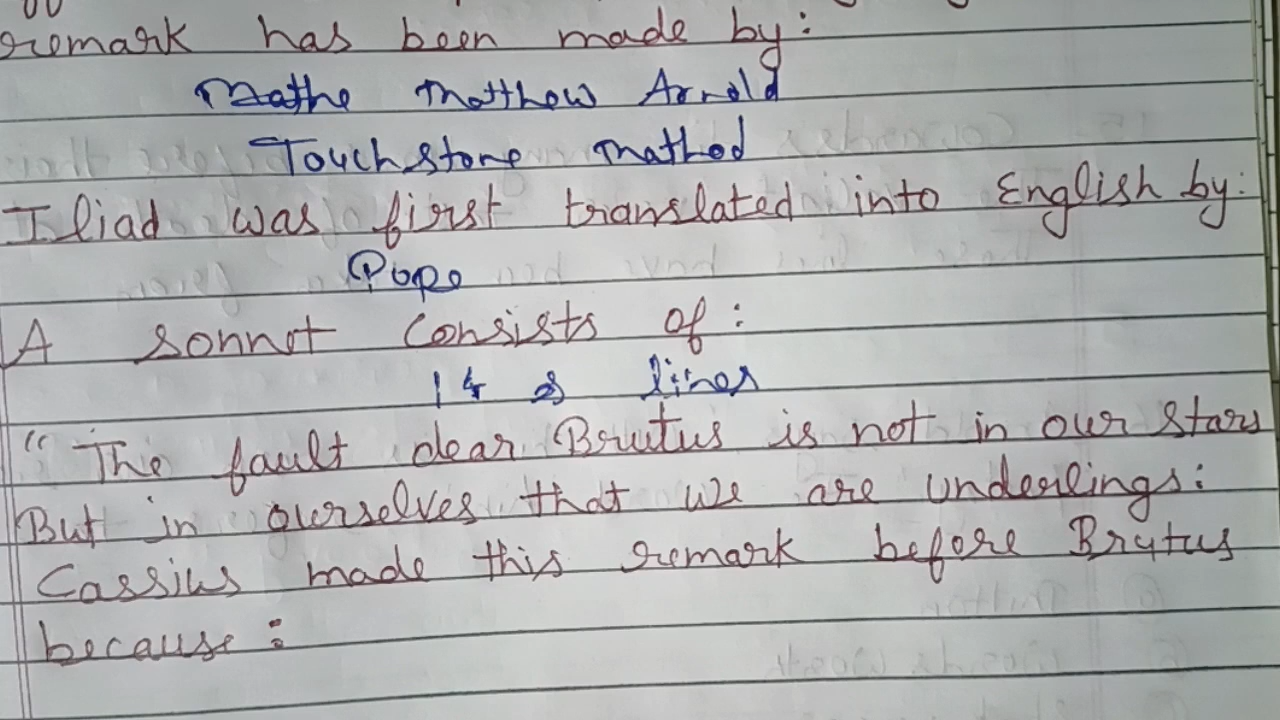 remark has been made by:
Mathe Matthew Arnold
Touchstone mathod
Iliad was first translated into English by:
Pope
A sonnet consists of:
14 lines
"The fault dear Brutus is not in our stars
But in ourselves that we are underlings:
Cassius made this remark before Brutus
because: